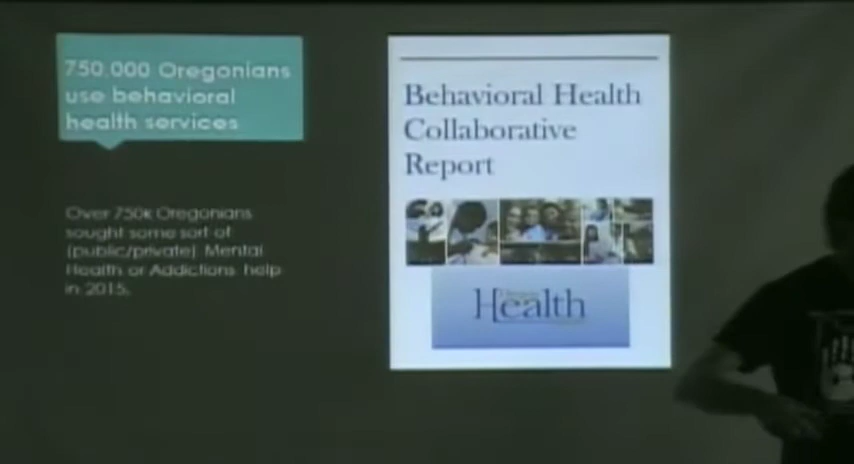 750,000 Oregonians
use behavioral
health services
Over 750k Oregonians
sought some sort of
(public/private) Mental
Health or Addictions help
in 2015.
Behavioral Health
Collaborative
Report
Health